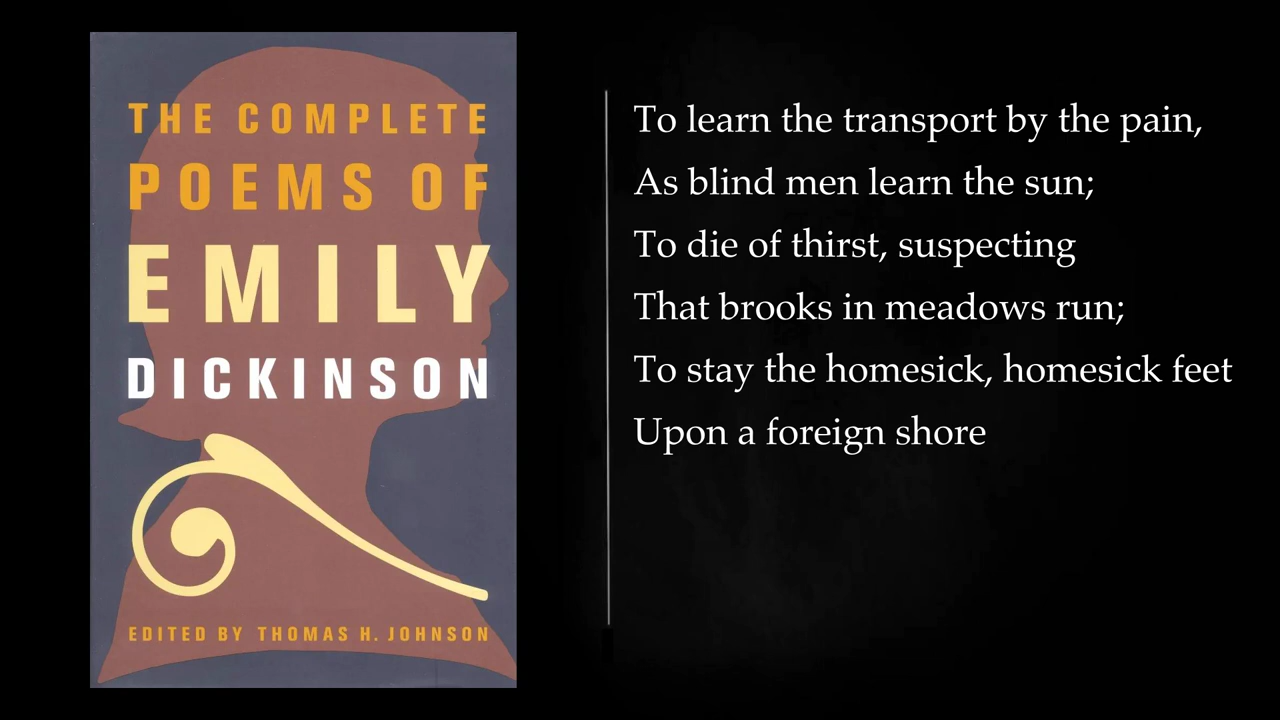 THE COMPLETE
POEMS OF
EMILY
DICKINSON
EDITED BY THOMAS H. JOHNSON
To learn the transport by the pain,
As blind men learn the sun;
To die of thirst, suspecting
That brooks in meadows run;
To stay the homesick, homesick feet
Upon a foreign shore